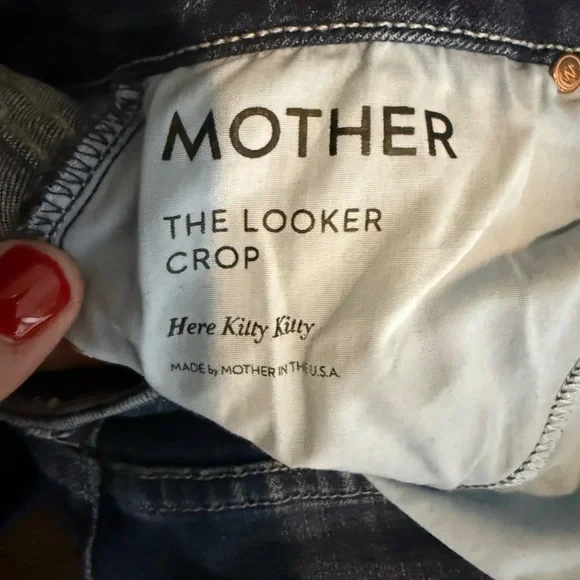 MOTHER
THE LOOKER
CROP
Here Kitty Kitty
MADE by MOTHER IN THE U.S.A.